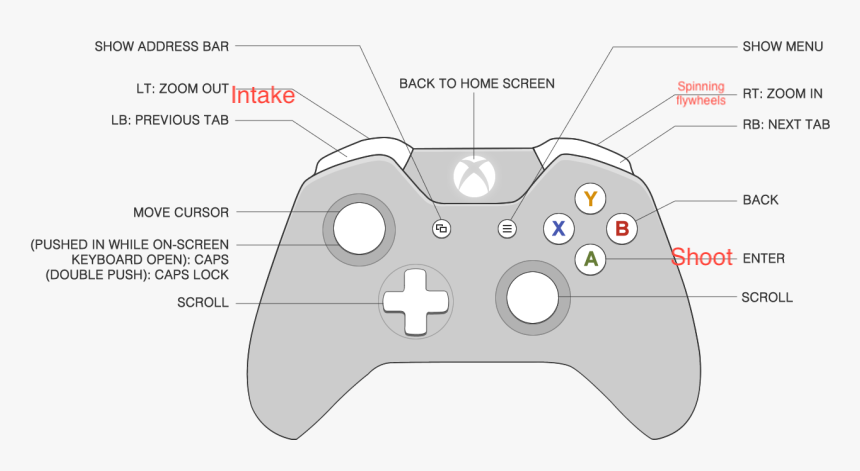 SHOW ADDRESS BAR
SHOW MENU
LT: ZOOM OUT
Intake
BACK TO HOME SCREEN
Spinning
flywheels
RT: ZOOM IN
LB: PREVIOUS TAB
RB: NEXT TAB
Y
X
B
A
MOVE CURSOR
BACK
(PUSHED IN WHILE ON-SCREEN
KEYBOARD OPEN): CAPS
(DOUBLE PUSH): CAPS LOCK
Shoot
ENTER
SCROLL
SCROLL